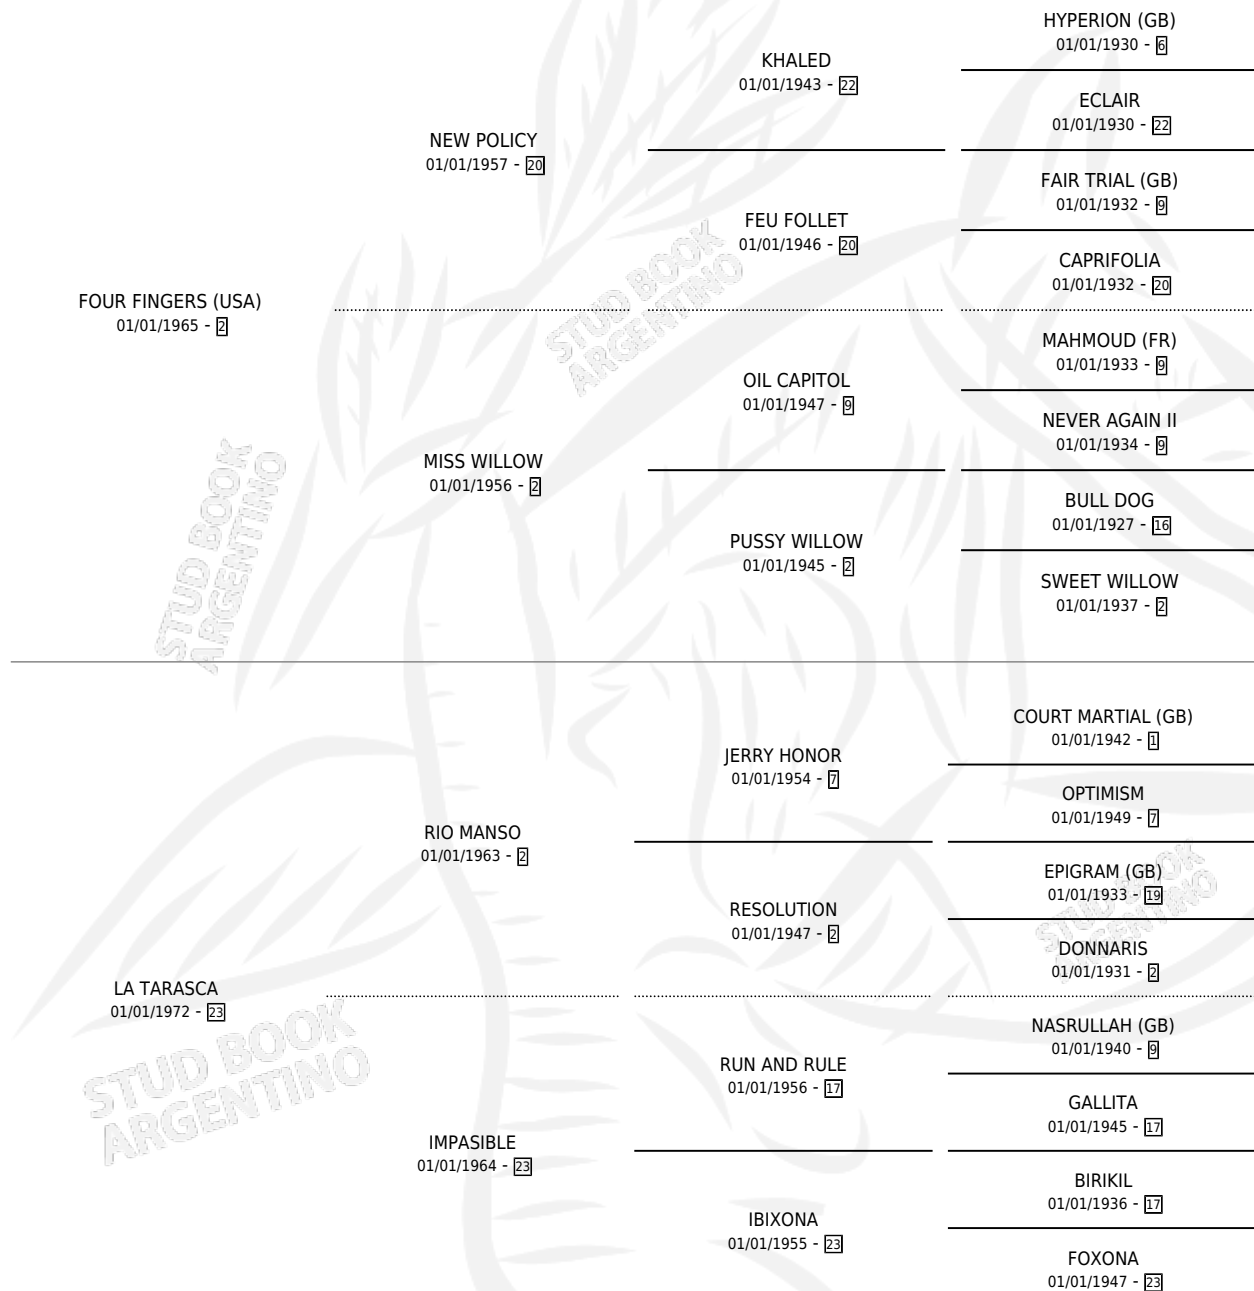 HYPERION (GB)
01/01/1930 - 6
KHALED
01/01/1943 - 22
ECLAIR
01/01/1930 - 22
NEW POLICY
01/01/1957 - 20
FAIR TRIAL (GB)
01/01/1932 - 9
FEU FOLLET
01/01/1946 - 20
CAPRIFOLIA
01/01/1932 - 20
FOUR FINGERS (USA)
01/01/1965 - 2
MAHMOUD (FR)
01/01/1933 - 9
OIL CAPITOL
01/01/1947 - 9
NEVER AGAIN II
01/01/1934 - 9
MISS WILLOW
01/01/1956 - 2
BULL DOG
01/01/1927 - 16
PUSSY WILLOW
01/01/1945 - 2
SWEET WILLOW
01/01/1937 - 2
COURT MARTIAL (GB)
01/01/1942 - 1
JERRY HONOR
01/01/1954 - 7
OPTIMISM
01/01/1949 - 7
RIO MANSO
01/01/1963 - 2
EPIGRAM (GB)
01/01/1933 - 19
RESOLUTION
01/01/1947 - 2
DONNARIS
01/01/1931 - 2
LA TARASCA
01/01/1972 - 23
NASRULLAH (GB)
01/01/1940 - 9
RUN AND RULE
01/01/1956 - 17
GALLITA
01/01/1945 - 17
IMPASIBLE
01/01/1964 - 23
BIRIKIL
01/01/1936 - 17
IBIXONA
01/01/1955 - 23
FOXONA
01/01/1947 - 23
STUD BOOK
ARGENTINO
STUD BOOK
ARGENTINO
STUD BOOK
ARGENTINO
STUD BOOK
ARGENTINO